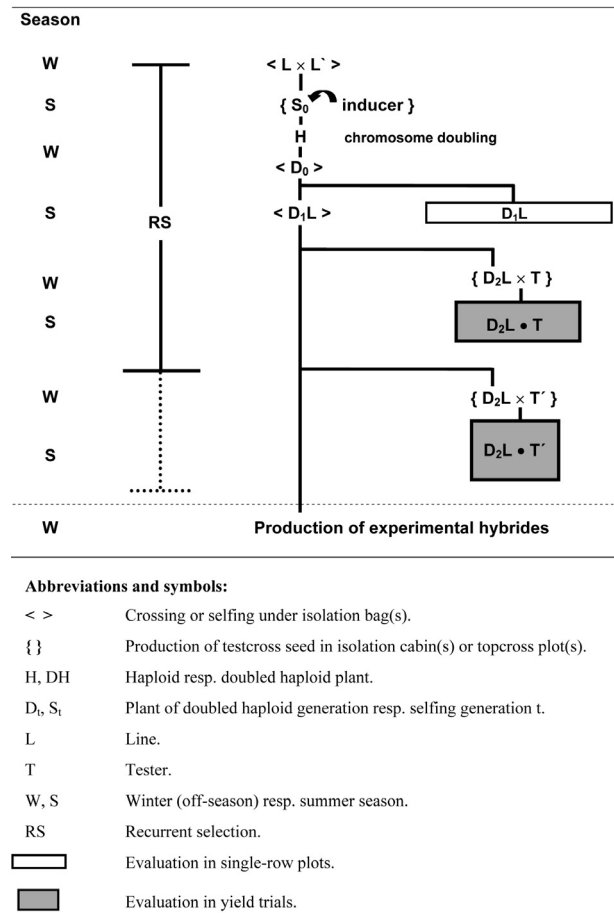 Season
W < L × L` >
S { S₀ inducer }
H chromosome doubling
W
< D₀ >
S RS < D₁L > D₁L
W { D₂L × T }
S D₂L • T
W { D₂L × T´ }
S D₂L • T´
W Production of experimental hybrides
Abbreviations and symbols:
< > Crossing or selfing under isolation bag(s).
{ } Production of testcross seed in isolation cabin(s) or topcross plot(s).
H, DH Haploid resp. doubled haploid plant.
Dₜ, Sₜ Plant of doubled haploid generation resp. selfing generation t.
L Line.
T Tester.
W, S Winter (off-season) resp. summer season.
RS Recurrent selection.
Evaluation in single-row plots.
Evaluation in yield trials.